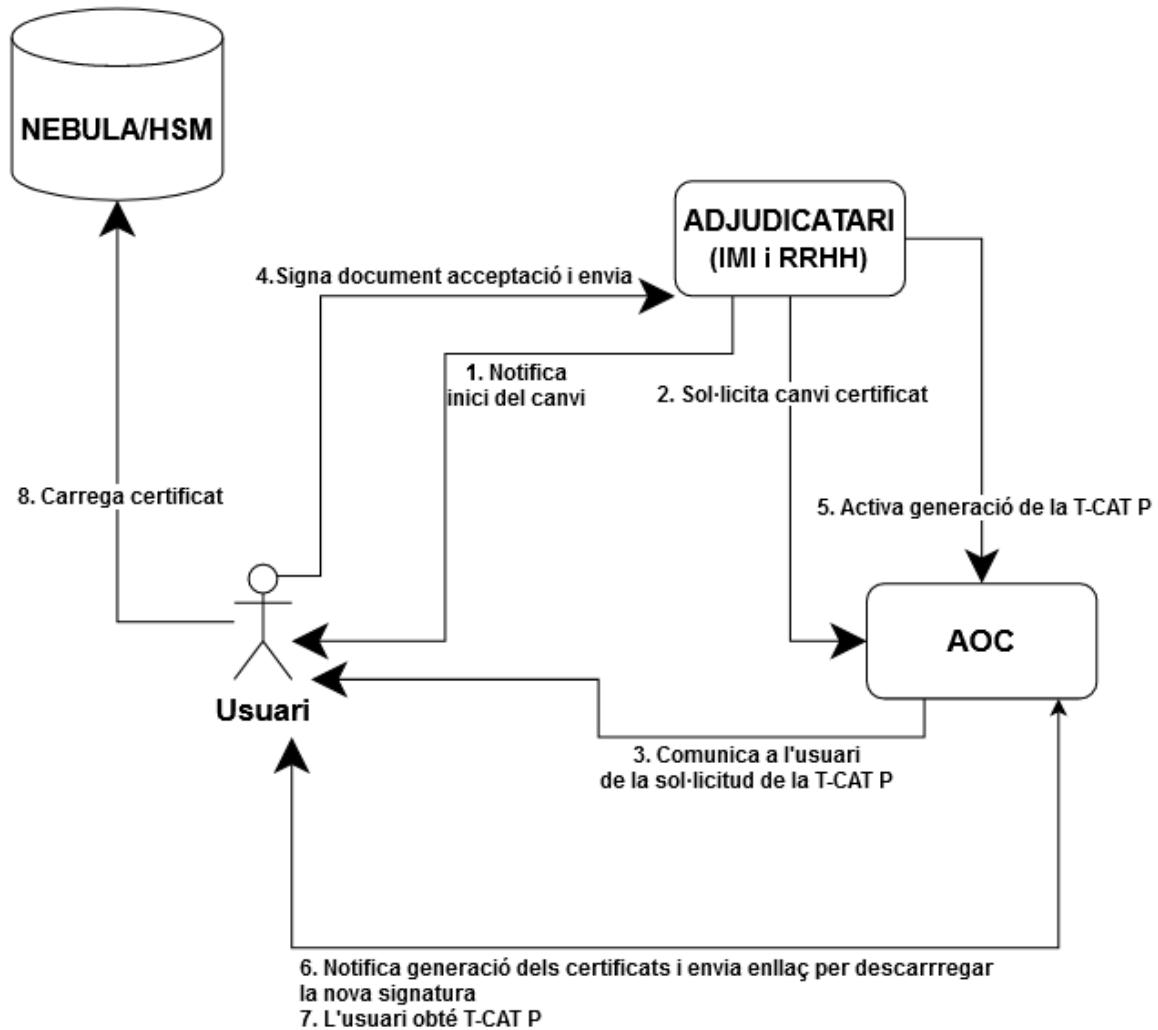 NEBULA/HSM
ADJUDICATARI
(IMI i RRHH)
4.Signa document acceptació i envia
1. Notifica
inici del canvi
2. Sol·licita canvi certificat
8. Carrega certificat
5. Activa generació de la T-CAT P
AOC
Usuari
3. Comunica a l'usuari
de la sol·licitud de la T-CAT P
6. Notifica generació dels certificats i envia enllaç per descarrregar
la nova signatura
7. L'usuari obté T-CAT P